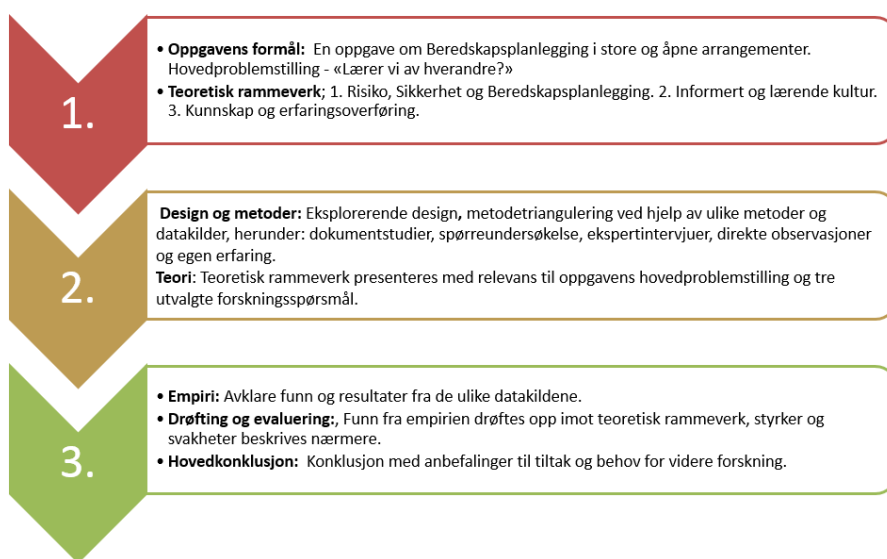 1.
• Oppgavens formål: En oppgave om Beredskapsplanlegging i store og åpne arrangementer.
Hovedproblemstilling - «Lærer vi av hverandre?»
• Teoretisk rammeverk; 1. Risiko, Sikkerhet og Beredskapsplanlegging. 2. Informert og lærende kultur.
3. Kunnskap og erfaringsoverføring.
2.
Design og metoder: Eksplorerende design, metodetriangulering ved hjelp av ulike metoder og
datakilder, herunder: dokumentstudier, spørreundersøkelse, ekspertintervjuer, direkte observasjoner
og egen erfaring.
Teori: Teoretisk rammeverk presenteres med relevans til oppgavens hovedproblemstilling og tre
utvalgte forskningsspørsmål.
3.
• Empiri: Avklare funn og resultater fra de ulike datakildene.
• Drøfting og evaluering:, Funn fra empirien drøftes opp imot teoretisk rammeverk, styrker og
svakheter beskrives nærmere.
• Hovedkonklusjon: Konklusjon med anbefalinger til tiltak og behov for videre forskning.